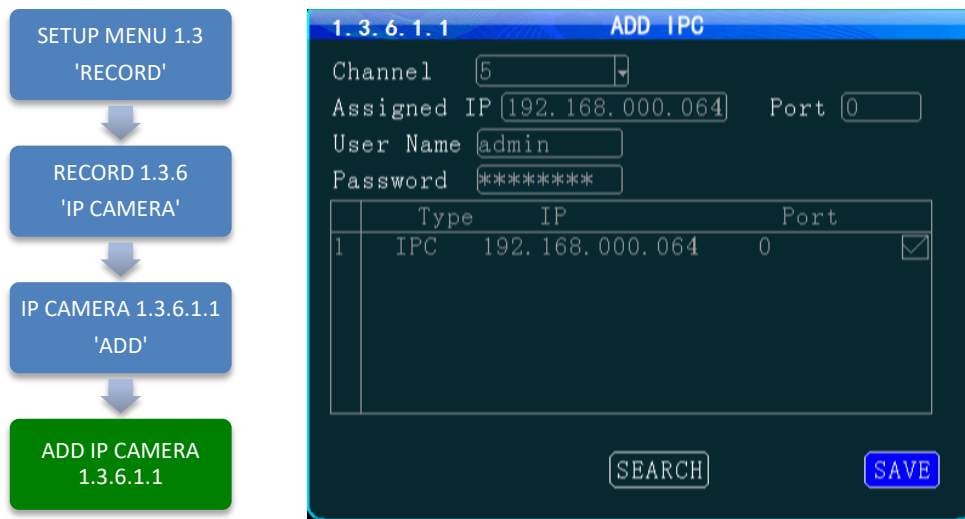 SETUP MENU 1.3
'RECORD'
RECORD 1.3.6
'IP CAMERA'
IP CAMERA 1.3.6.1.1
'ADD'
ADD IP CAMERA
1.3.6.1.1
1.3.6.1.1 ADD IPC
Channel 5
Assigned IP 192.168.000.064 Port 0
User Name admin
Password ********
Type IP Port
1 IPC 192.168.000.064 0
SEARCH SAVE